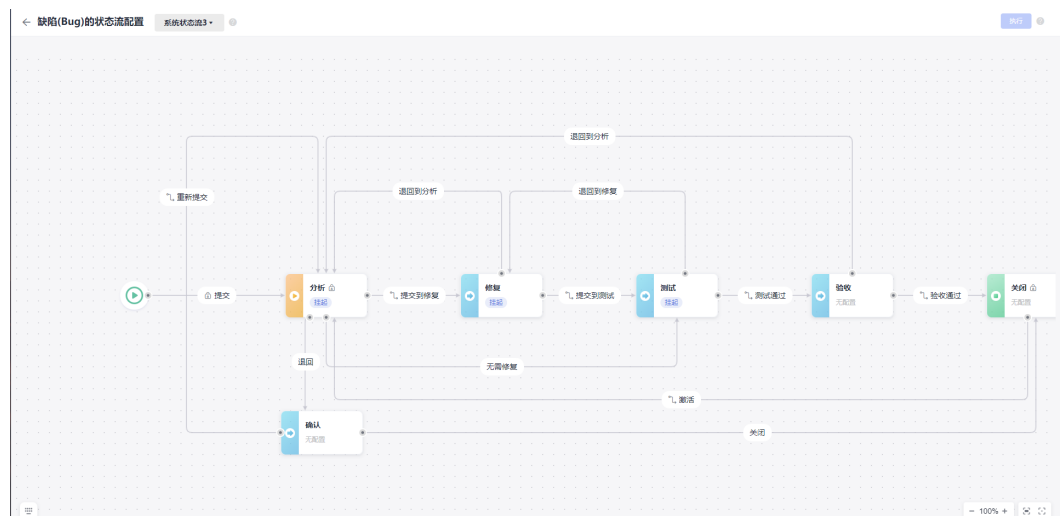 缺陷(Bug)的状态流配置
系统状态流3
执行
退回到分析
重新提交
退回到分析
退回到修复
提交
分析
挂起
提交到修复
修复
挂起
提交到测试
测试
挂起
测试通过
验收
无配置
验收通过
关闭
无配置
退回
无需修复
激活
确认
无配置
关闭
- 100% +